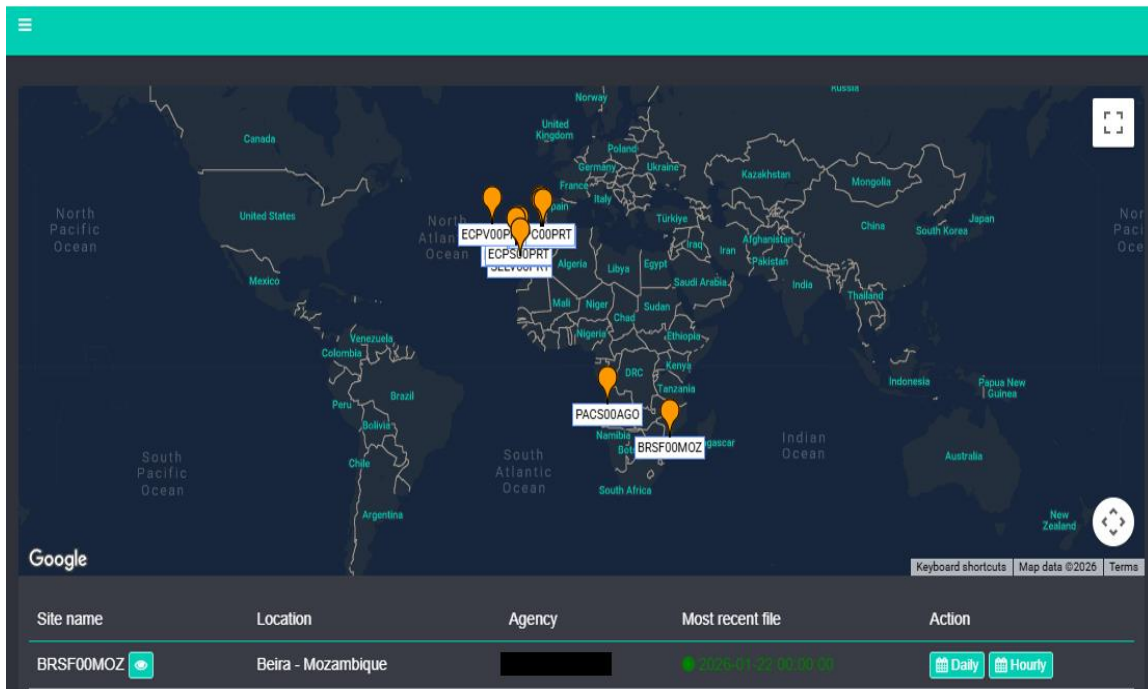 Norway
Russia
Canada
United
Kingdom
Poland
Germany
Ukraine
Kazakhstan
Mongolia
France
Italy
North
Pacific
Ocean
United States
North
Ocean
ECPV00P
C00PRT
ECPS00PRT
Türkiye
Iraq
Iran
Afghanistan
Pakistan
China
South Korea
Japan
Mexico
Algeria
Libya
Egypt
Saudi Arabia
India
Thailand
Mali
Niger
Chad
Sudan
Nigeria
Ethiopia
Venezuela
Colombia
DRC
Kenya
Tanzania
Indonesia
Papua New
Guinea
Peru
Brazil
Bolivia
PACS00AGO
Namibia
BRSF00MOZ
gascar
Indian
Ocean
Australia
South
Pacific
Ocean
Chile
South
Atlantic
Ocean
South Africa
Argentina
New
Zealand
Google
Keyboard shortcuts
Map data ©2026
Terms
Site name Location Agency Most recent file Action
BRSF00MOZ Beira - Mozambique 2026-01-22 00:00:00 Daily Hourly